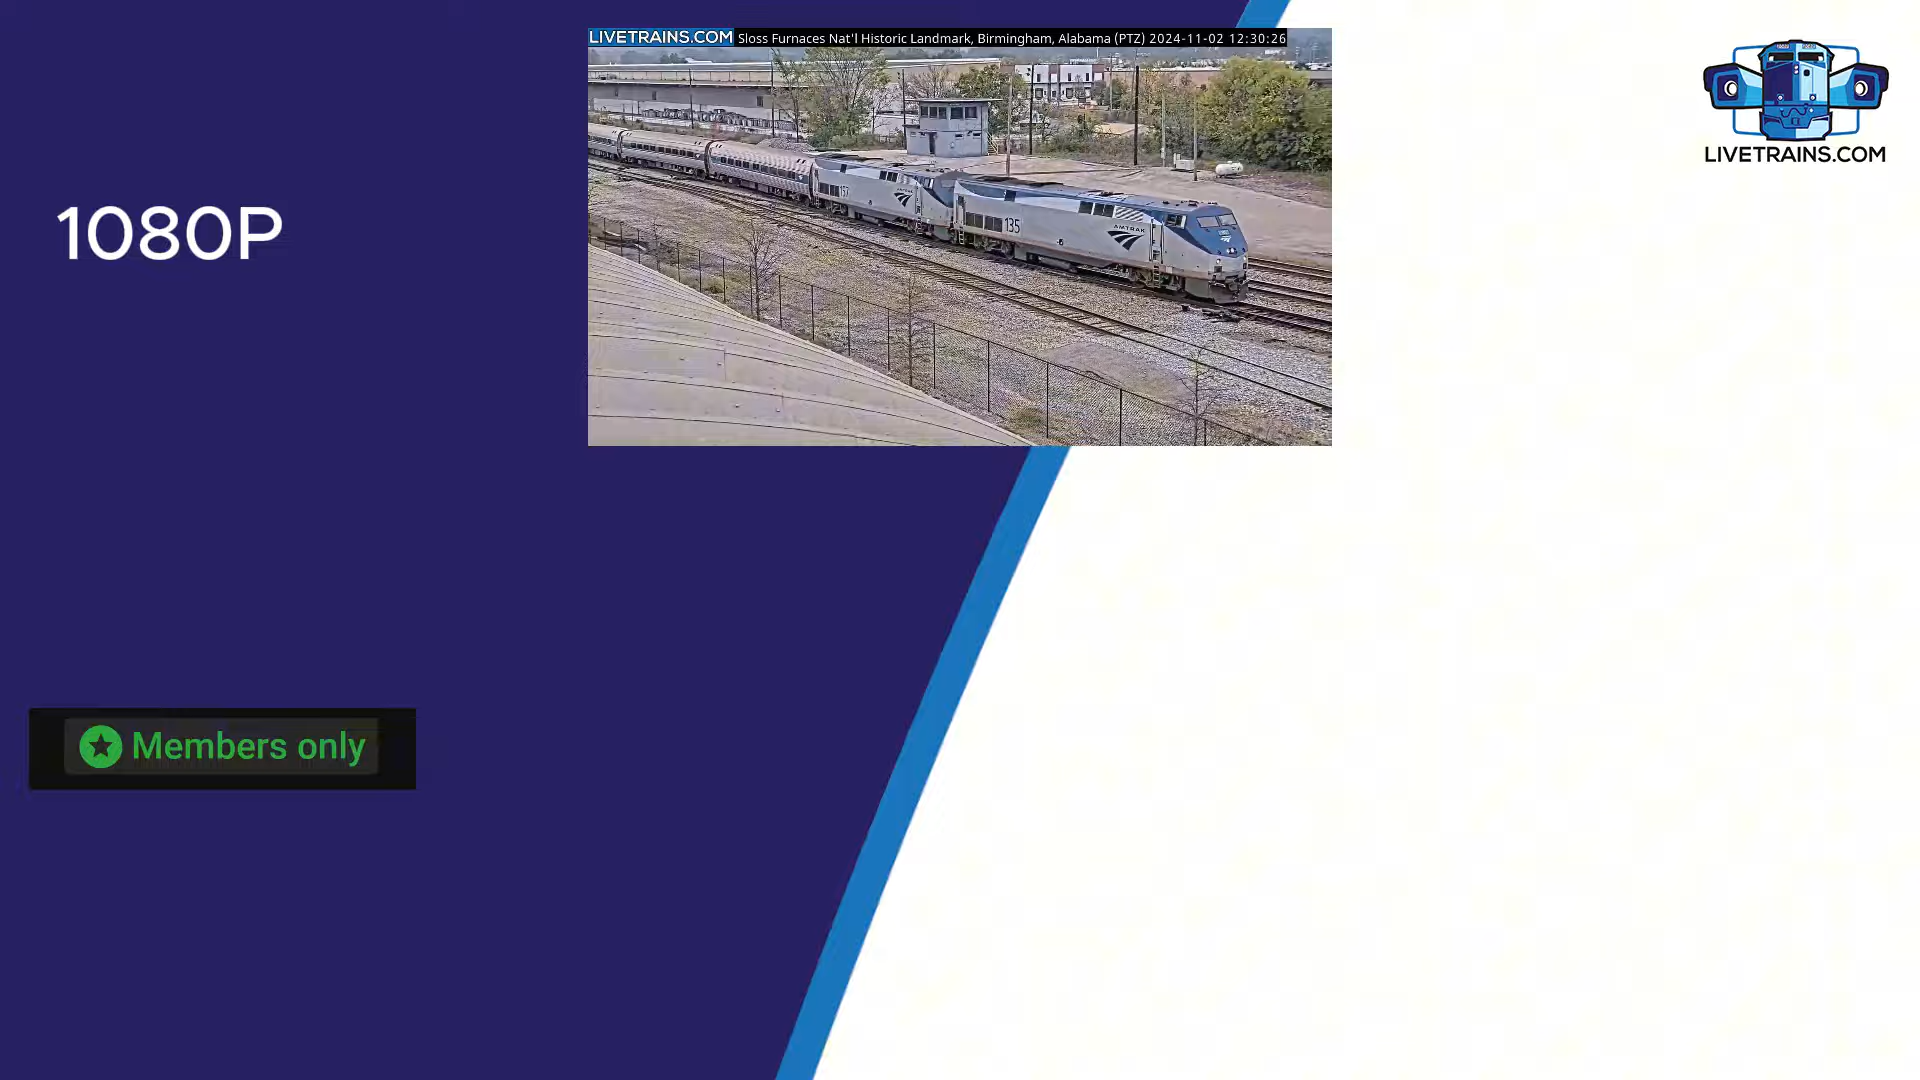 LIVETRAINS.COM Sloss Furnaces Nat'l Historic Landmark, Birmingham, Alabama (PTZ) 2024-11-02 12:30:26
LIVETRAINS.COM
1080P
157
135
AMTRAK
Members only